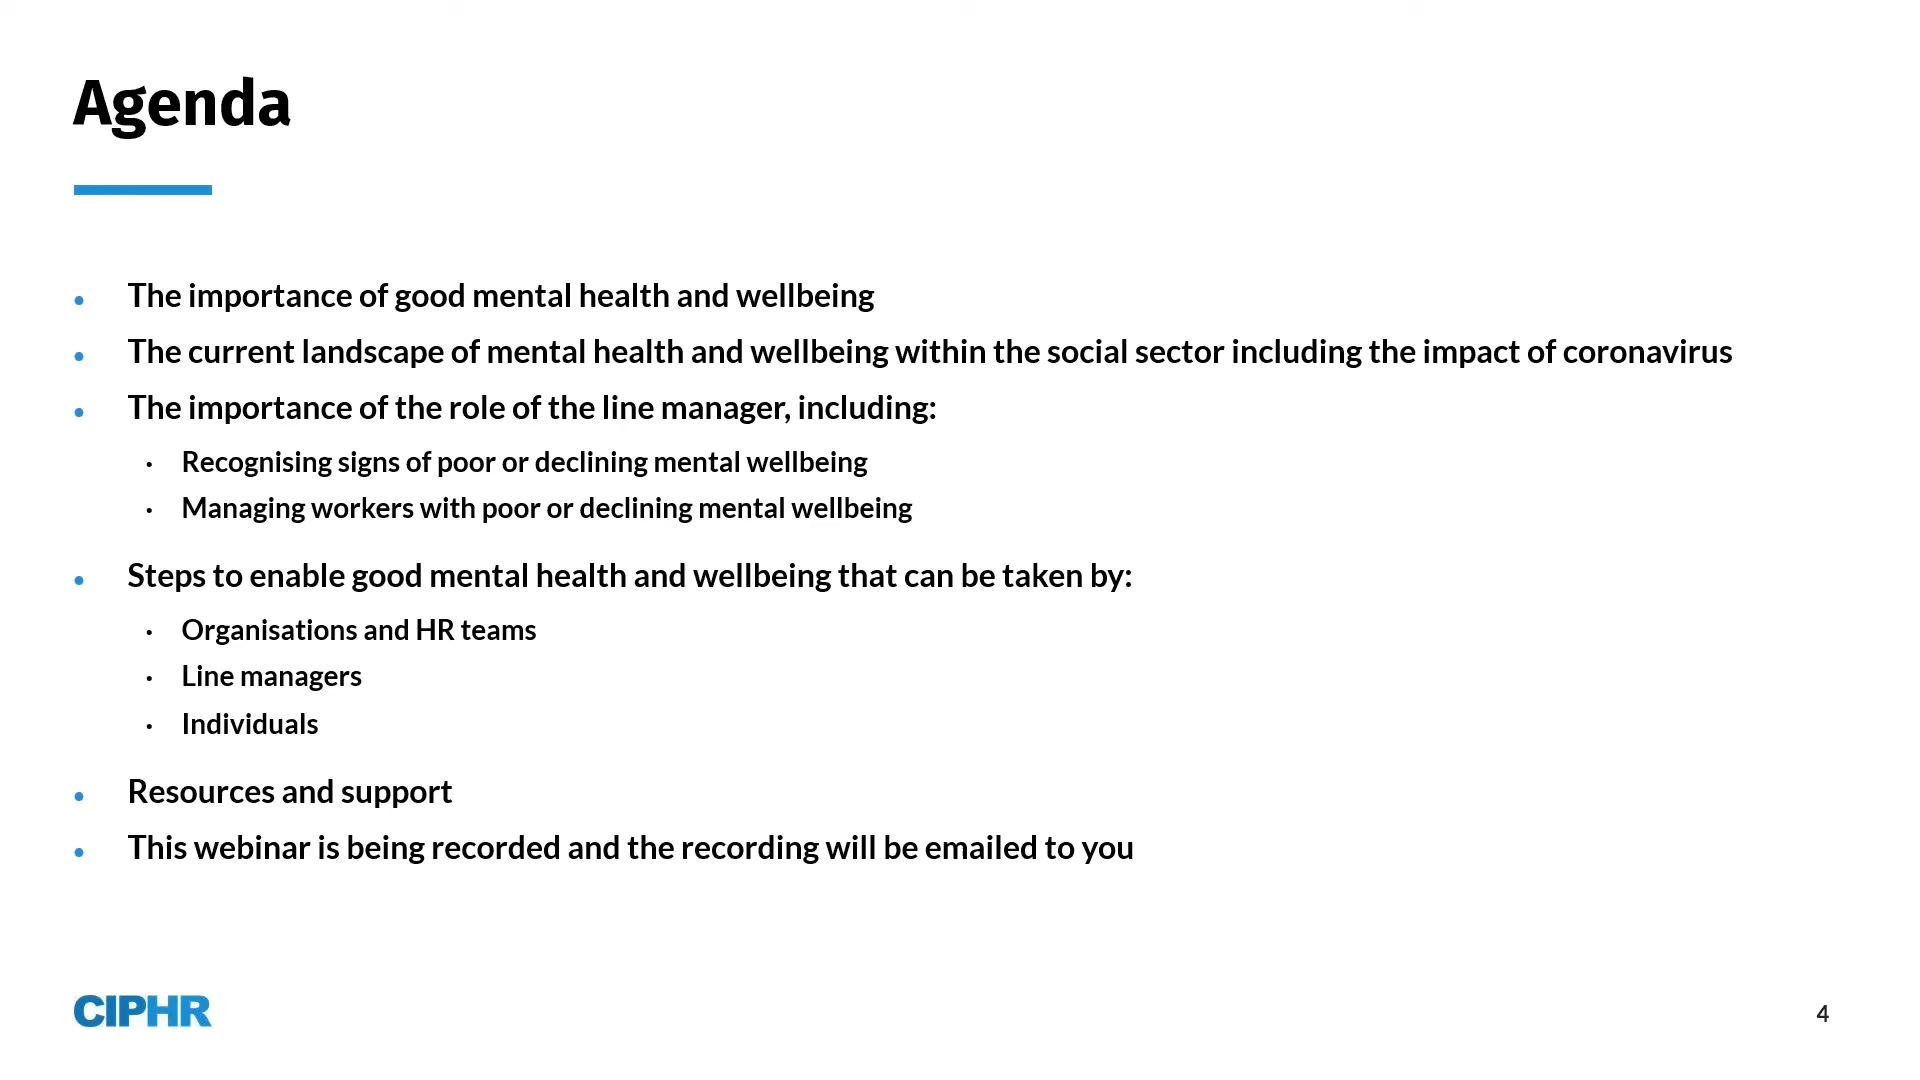 Agenda
• The importance of good mental health and wellbeing
• The current landscape of mental health and wellbeing within the social sector including the impact of coronavirus
• The importance of the role of the line manager, including:
• Recognising signs of poor or declining mental wellbeing
• Managing workers with poor or declining mental wellbeing
• Steps to enable good mental health and wellbeing that can be taken by:
• Organisations and HR teams
• Line managers
• Individuals
• Resources and support
• This webinar is being recorded and the recording will be emailed to you
CIPHR
4